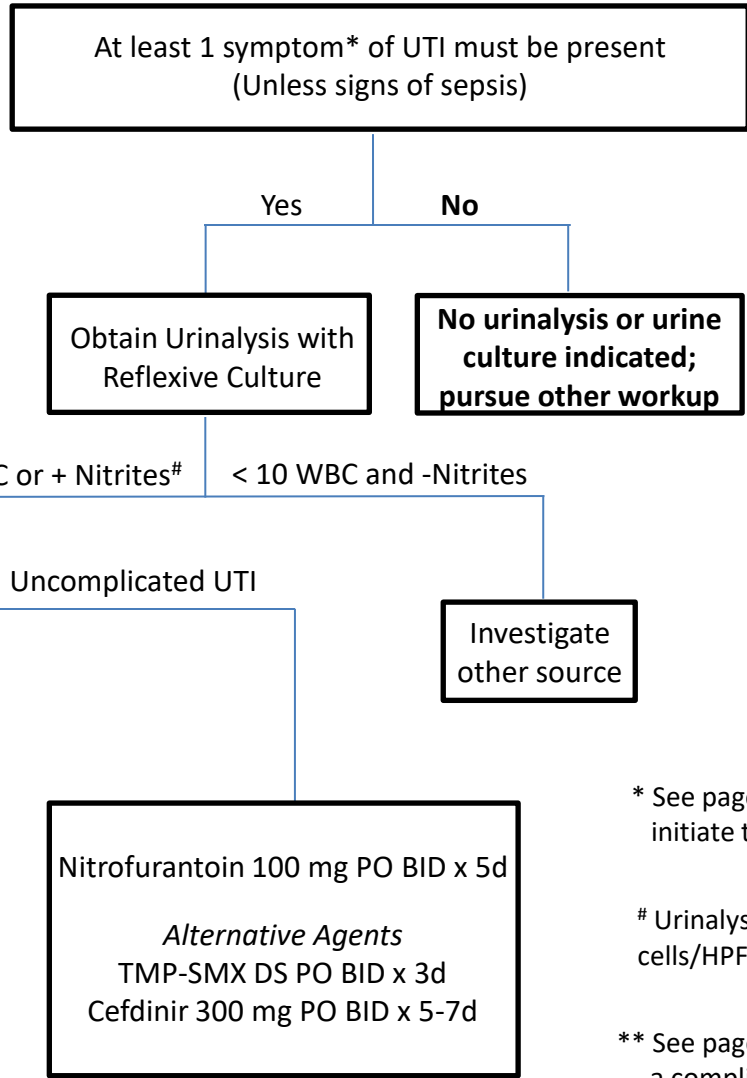 At least 1 symptom* of UTI must be present
(Unless signs of sepsis)
Yes
No
Obtain Urinalysis with
Reflexive Culture
No urinalysis or urine
culture indicated;
pursue other workup
or + Nitrites#
< 10 WBC and -Nitrites
Uncomplicated UTI
Investigate
other source
Nitrofurantoin 100 mg PO BID x 5d
Alternative Agents
TMP-SMX DS PO BID x 3d
Cefdinir 300 mg PO BID x 5-7d
* See
initiate
#
cells/HPF
** See
a